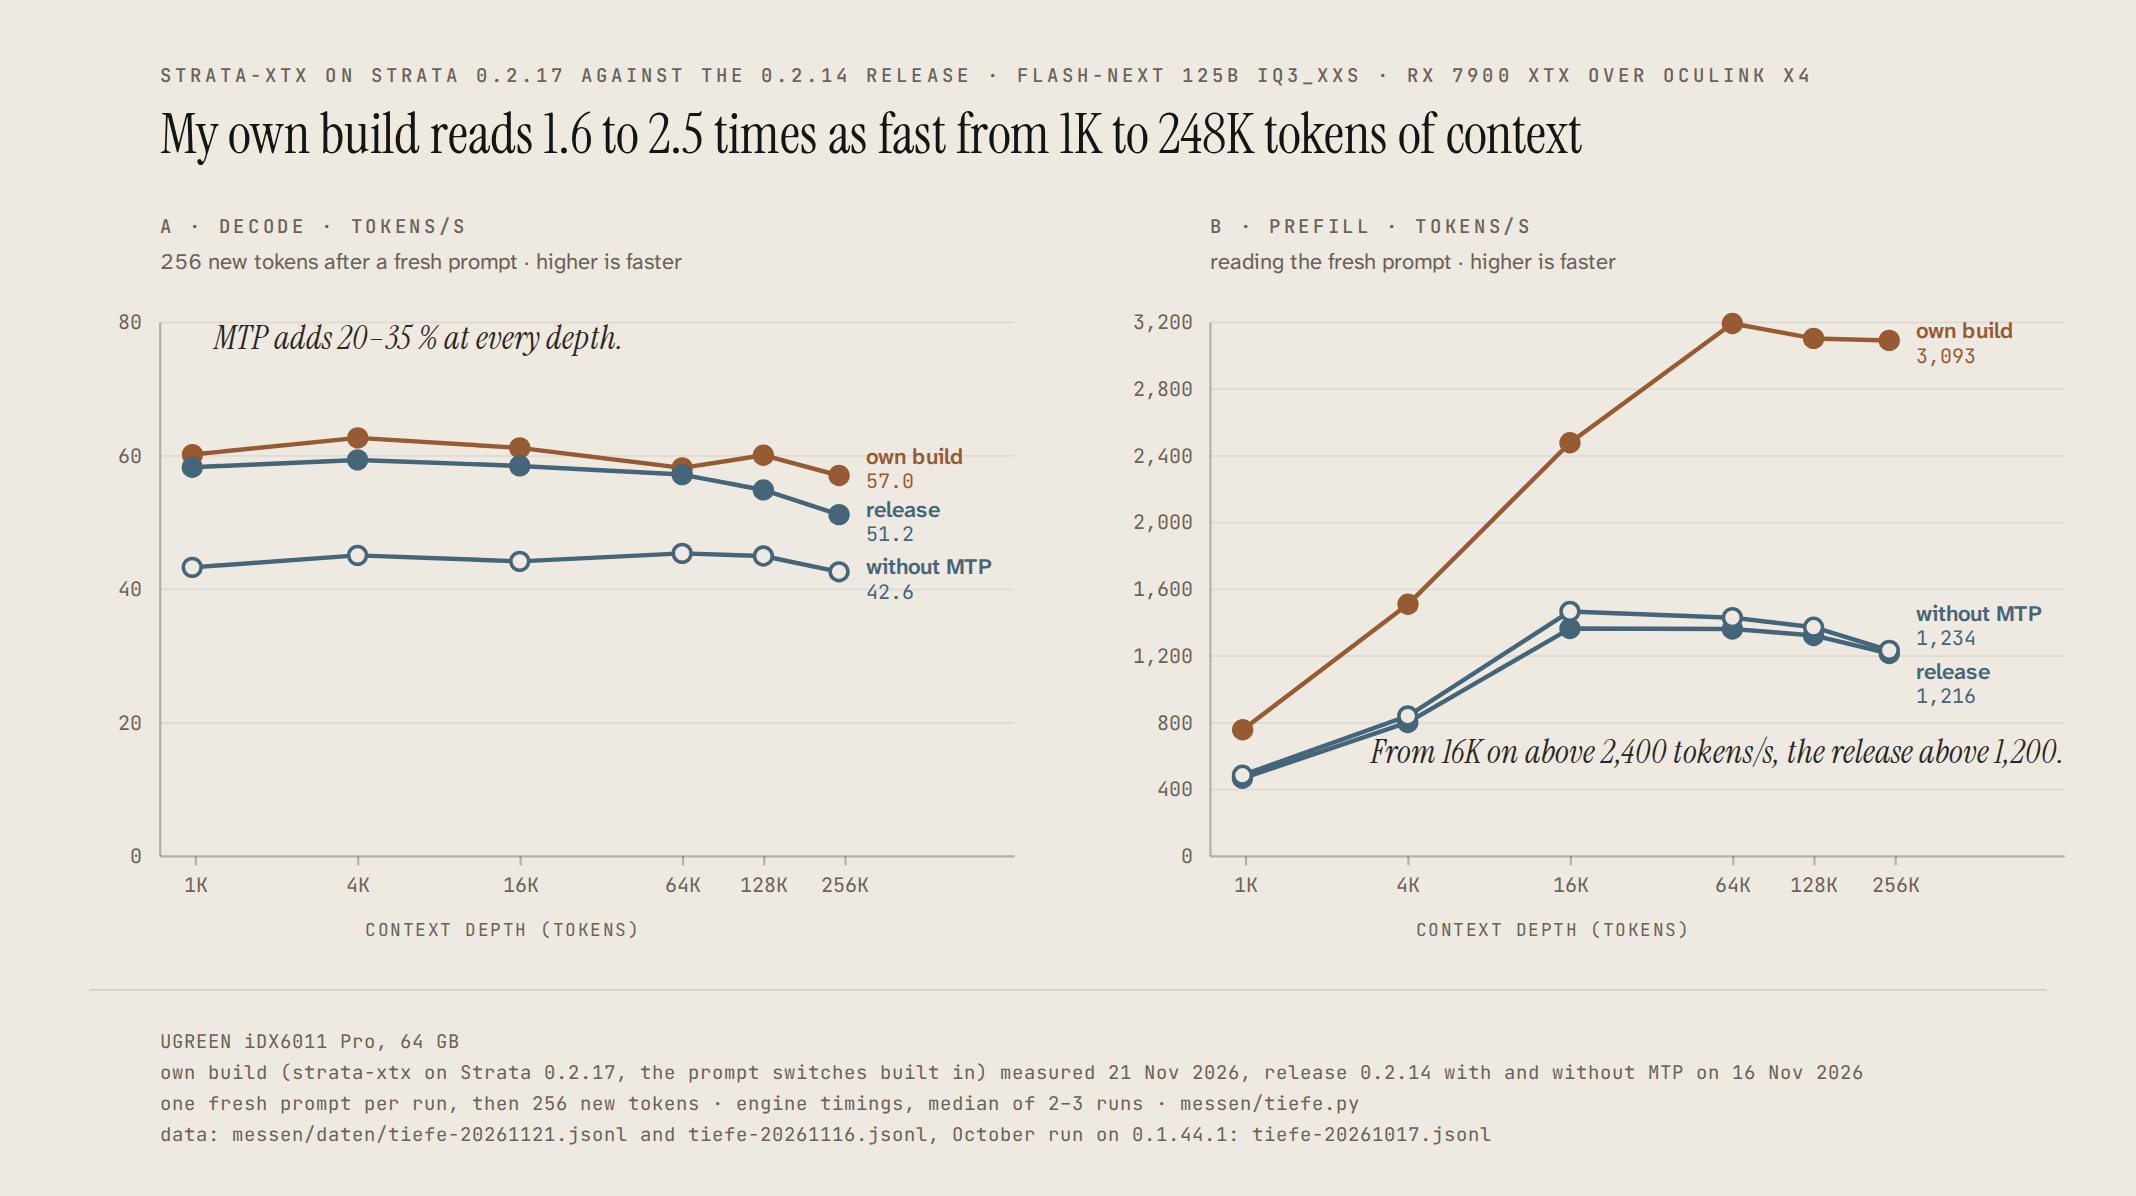 STRATA-XTX ON STRATA 0.2.17 AGAINST THE 0.2.14 RELEASE · FLASH-NEXT 125B IQ3_XXS · RX 7900 XTX OVER OCULINK X4
My own build reads 1.6 to 2.5 times as fast from 1K to 248K tokens of context
A · DECODE · TOKENS/S
256 new tokens after a fresh prompt · higher is faster
80
MTP adds 20–35 % at every depth.
60
40
20
0
own build
57.0
release
51.2
without MTP
42.6
1K 4K 16K 64K 128K 256K
CONTEXT DEPTH (TOKENS)
B · PREFILL · TOKENS/S
reading the fresh prompt · higher is faster
3,200
2,800
2,400
2,000
1,600
1,200
800
400
0
own build
3,093
without MTP
1,234
release
1,216
From 16K on above 2,400 tokens/s, the release above 1,200.
1K 4K 16K 64K 128K 256K
CONTEXT DEPTH (TOKENS)
UGREEN iDX6011 Pro, 64 GB
own build (strata-xtx on Strata 0.2.17, the prompt switches built in) measured 21 Nov 2026, release 0.2.14 with and without MTP on 16 Nov 2026
one fresh prompt per run, then 256 new tokens · engine timings, median of 2–3 runs · messen/tiefe.py
data: messen/daten/tiefe-20261121.jsonl and tiefe-20261116.jsonl, October run on 0.1.44.1: tiefe-20261017.jsonl